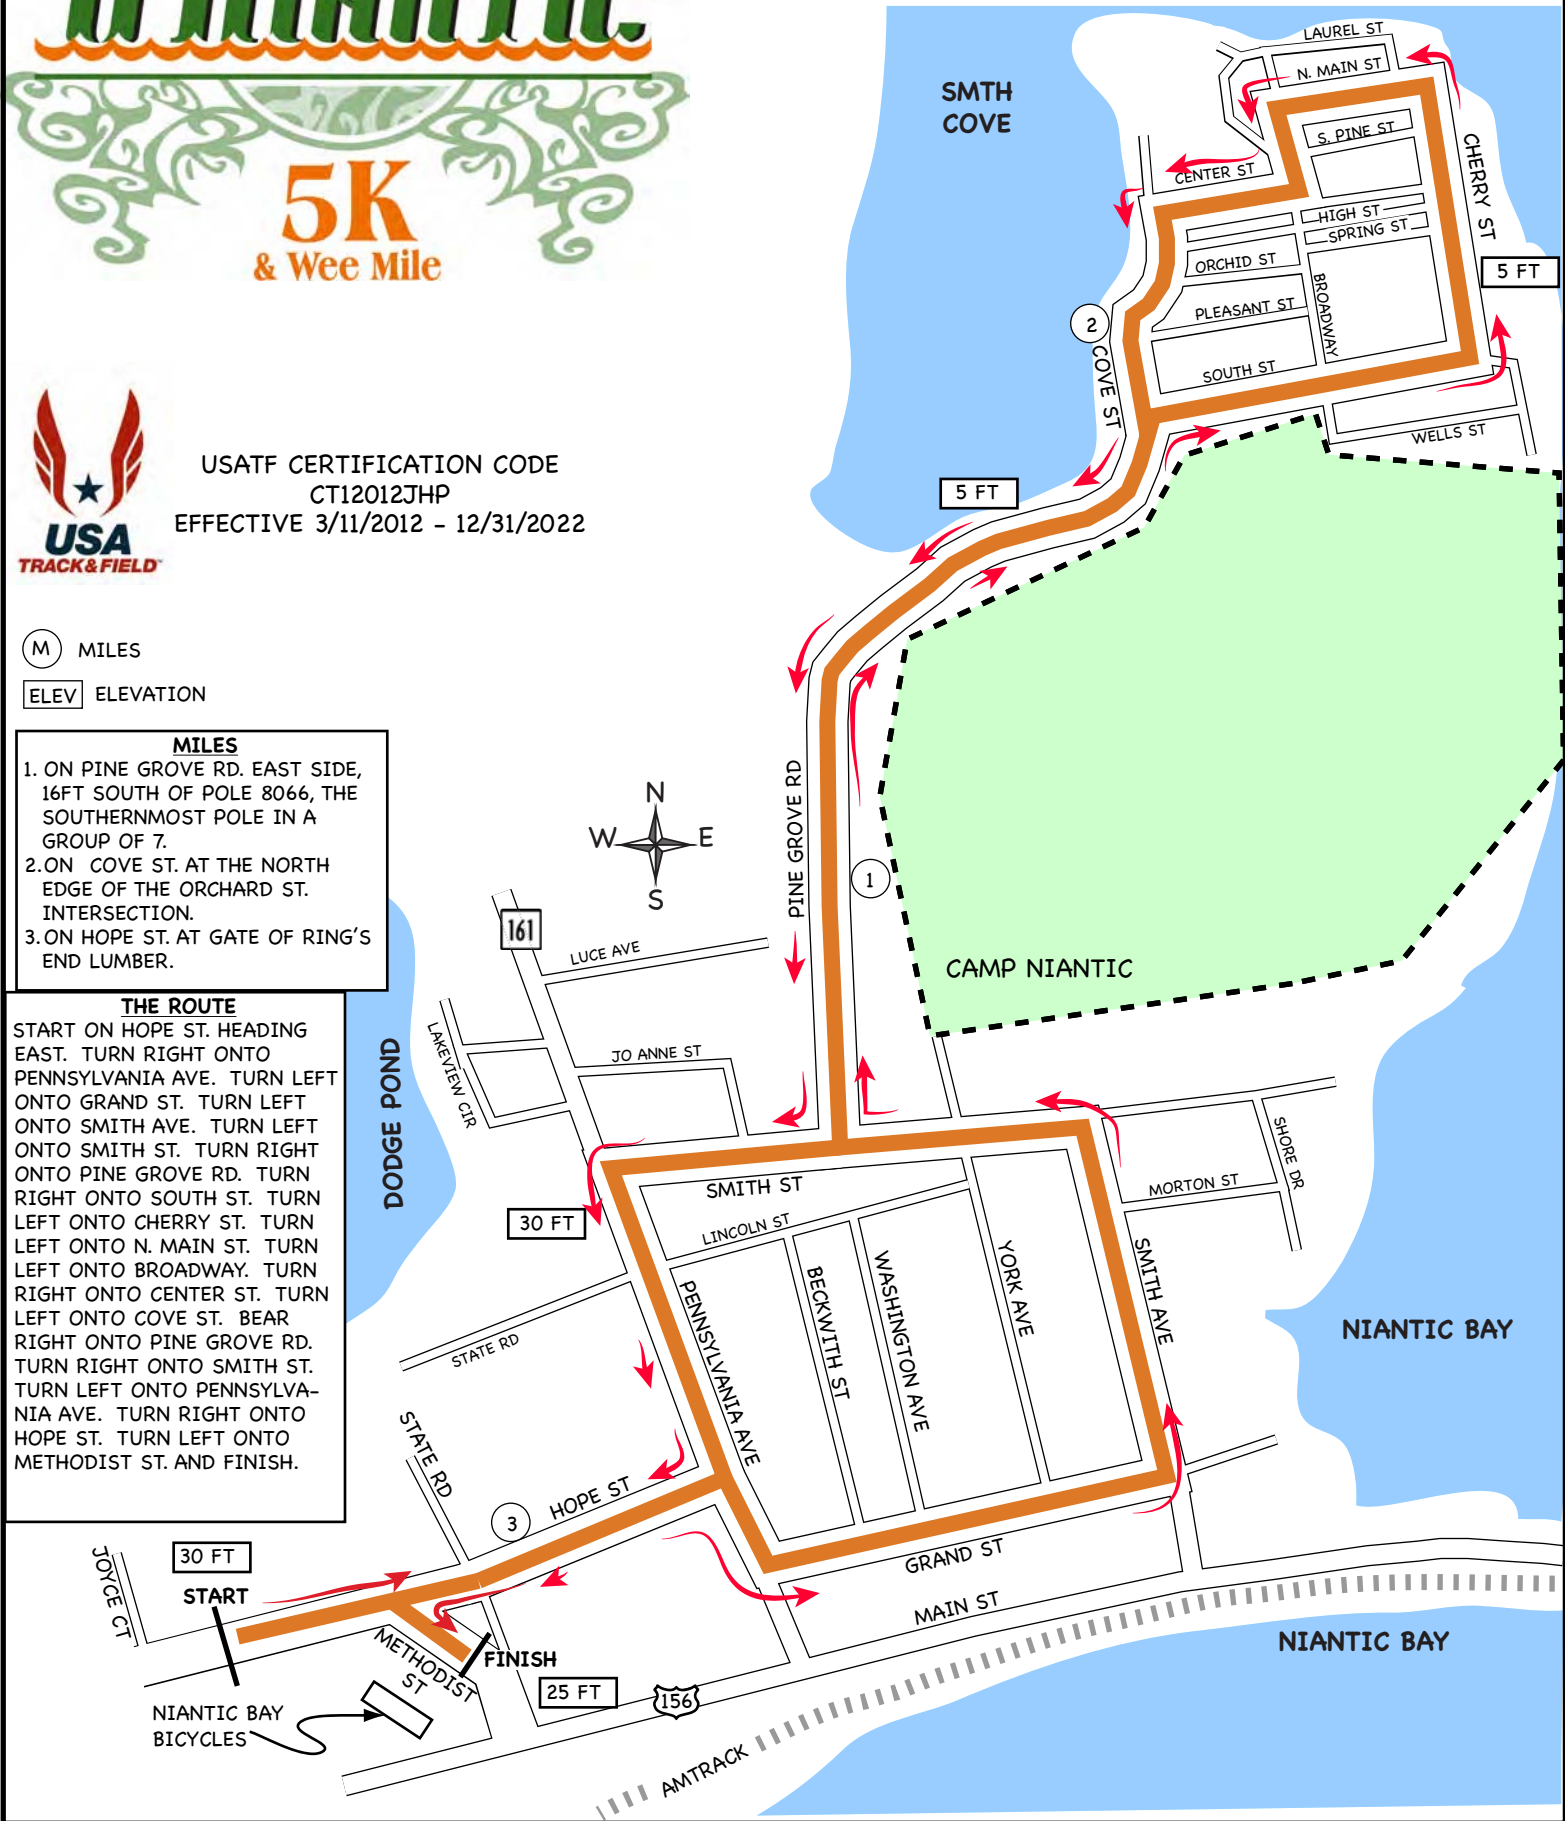 5K
& Wee Mile
USA
TRACK&FIELD
USATF CERTIFICATION CODE
CT12012JHP
EFFECTIVE 3/11/2012 - 12/31/2022
M MILES
ELEV ELEVATION
MILES
1. ON PINE GROVE RD. EAST SIDE,
16FT SOUTH OF POLE 8066, THE
SOUTHERNMOST POLE IN A
GROUP OF 7.
2. ON COVE ST. AT THE NORTH
EDGE OF THE ORCHARD ST.
INTERSECTION.
3. ON HOPE ST. AT GATE OF RING'S
END LUMBER.
THE ROUTE
START ON HOPE ST. HEADING
EAST. TURN RIGHT ONTO
PENNSYLVANIA AVE. TURN LEFT
ONTO GRAND ST. TURN LEFT
ONTO SMITH AVE. TURN LEFT
ONTO SMITH ST. TURN RIGHT
ONTO PINE GROVE RD. TURN
RIGHT ONTO SOUTH ST. TURN
LEFT ONTO CHERRY ST. TURN
LEFT ONTO N. MAIN ST. TURN
LEFT ONTO BROADWAY. TURN
RIGHT ONTO CENTER ST. TURN
LEFT ONTO COVE ST. BEAR
RIGHT ONTO PINE GROVE RD.
TURN RIGHT ONTO SMITH ST.
TURN LEFT ONTO PENNSYLVA-
NIA AVE. TURN RIGHT ONTO
HOPE ST. TURN LEFT ONTO
METHODIST ST. AND FINISH.
SMTH
COVE
LAUREL ST
N. MAIN ST
S. PINE ST
CENTER ST
CHERRY ST
HIGH ST
SPRING ST
ORCHID ST
5 FT
BROADWAY
PLEASANT ST
2
COVE ST
SOUTH ST
WELLS ST
5 FT
N
W E
S
PINE GROVE RD
1
CAMP NIANTIC
161
LUCE AVE
LAKEVIEW CIR
JO ANNE ST
DODGE POND
SMITH ST
SHORE DR
MORTON ST
30 FT
LINCOLN ST
PENNSYLVANIA AVE
BECKWITH ST
WASHINGTON AVE
YORK AVE
SMITH AVE
NIANTIC BAY
STATE RD
STATE RD
3
HOPE ST
GRAND ST
MAIN ST
JOYCE CT
30 FT
START
METHODIST
ST
FINISH
25 FT
156
NIANTIC BAY
BICYCLES
AMTRACK
NIANTIC BAY